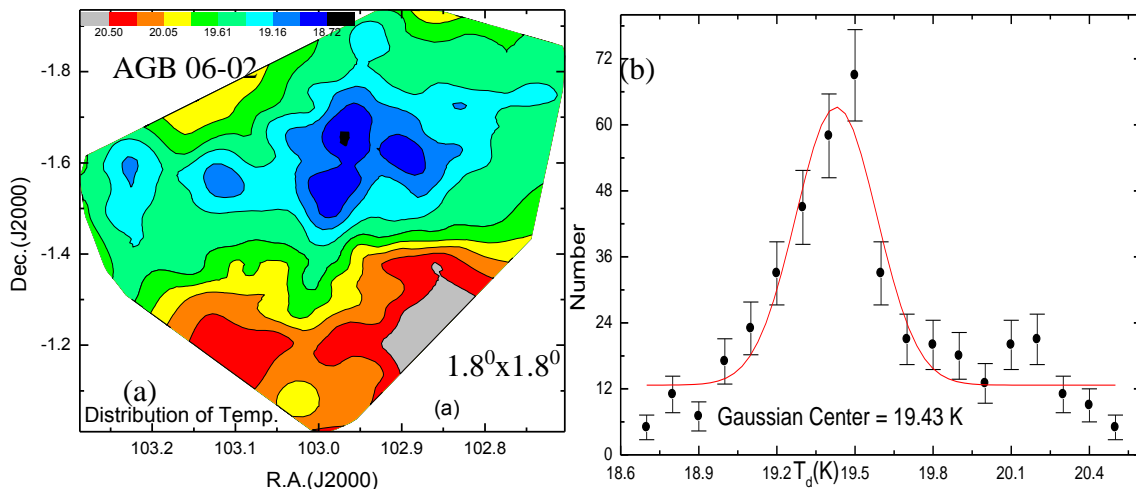 20.50 20.05 19.61 19.16 18.72
AGB 06-02
-1.8
-1.6
-1.4
-1.2
Dec.(J2000)
1.8⁰x1.8⁰
(a)
(a)
Distribution of Temp.
103.2 103.0 102.9 102.8
R.A.(J2000)
(b)
72
60
48
36
24
12
0
Number
Gaussian Center = 19.43 K
18.6 18.9 19.2 19.5 19.8 20.1 20.4
T_d(K)